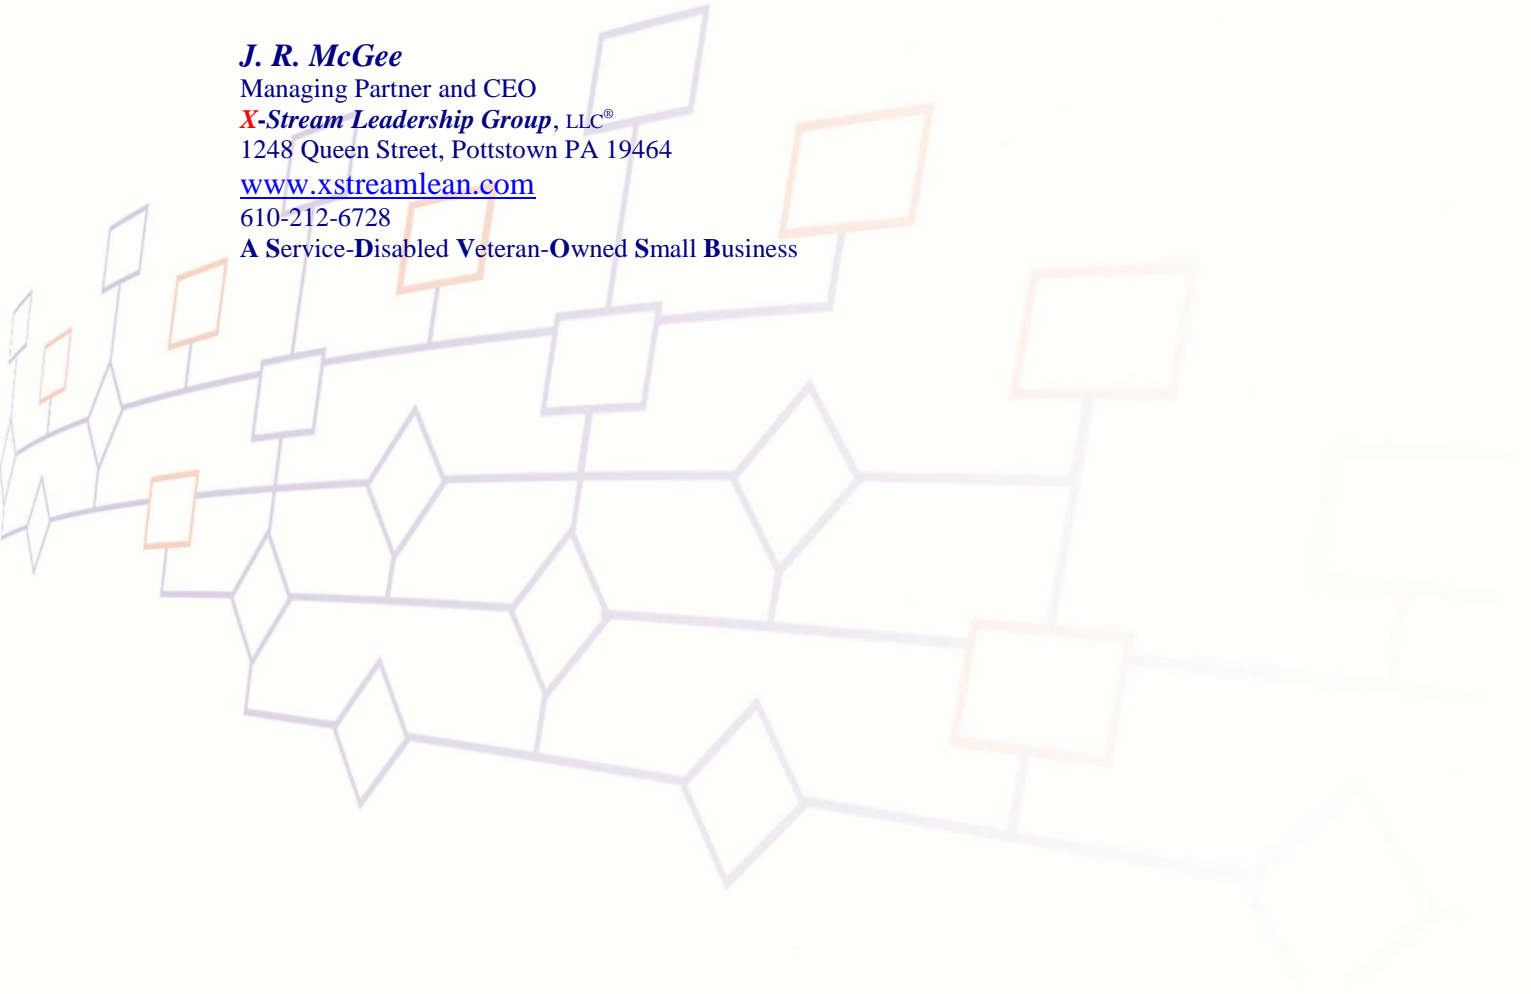 J. R. McGee
Managing Partner and CEO
X-Stream Leadership Group, LLC®
1248 Queen Street, Pottstown PA 19464
www.xstreamlean.com
610-212-6728
A Service-Disabled Veteran-Owned Small Business